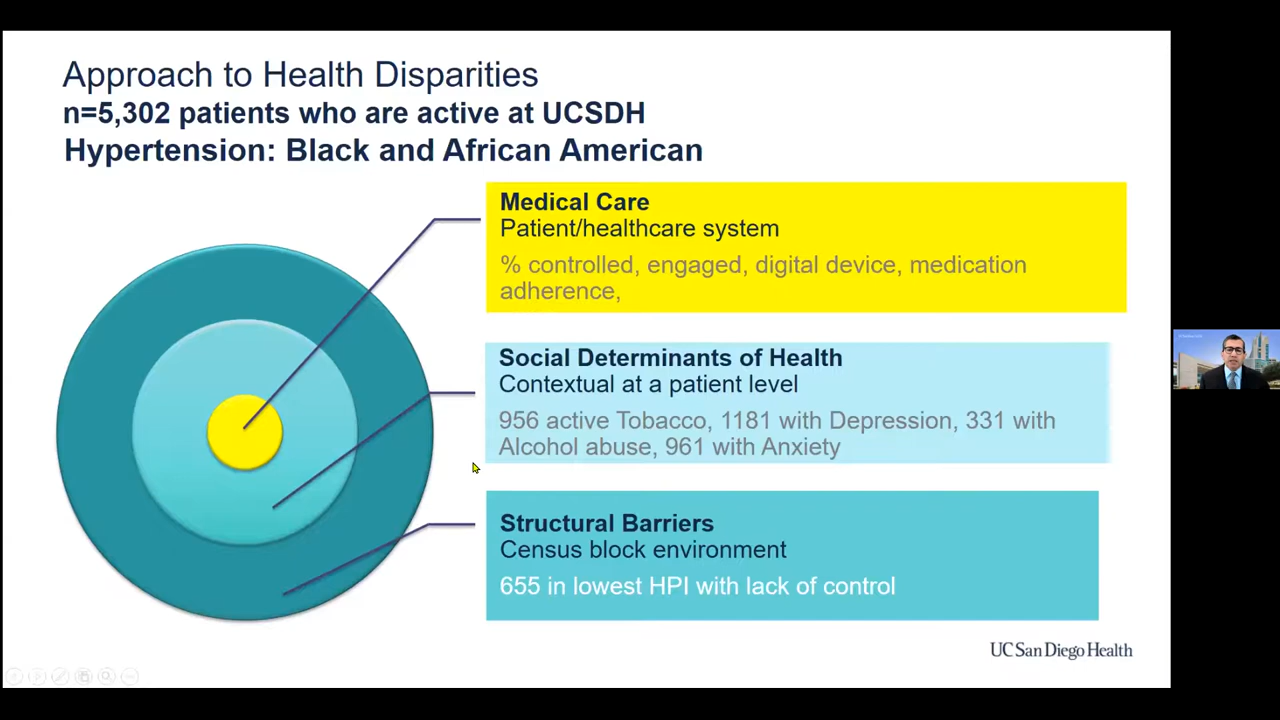 Approach to Health Disparities
n=5,302 patients who are active at UCSDH
Hypertension: Black and African American
Medical Care
Patient/healthcare system
% controlled, engaged, digital device, medication
adherence,
Social Determinants of Health
Contextual at a patient level
956 active Tobacco, 1181 with Depression, 331 with
Alcohol abuse, 961 with Anxiety
Structural Barriers
Census block environment
655 in lowest HPI with lack of control
UC San Diego Health